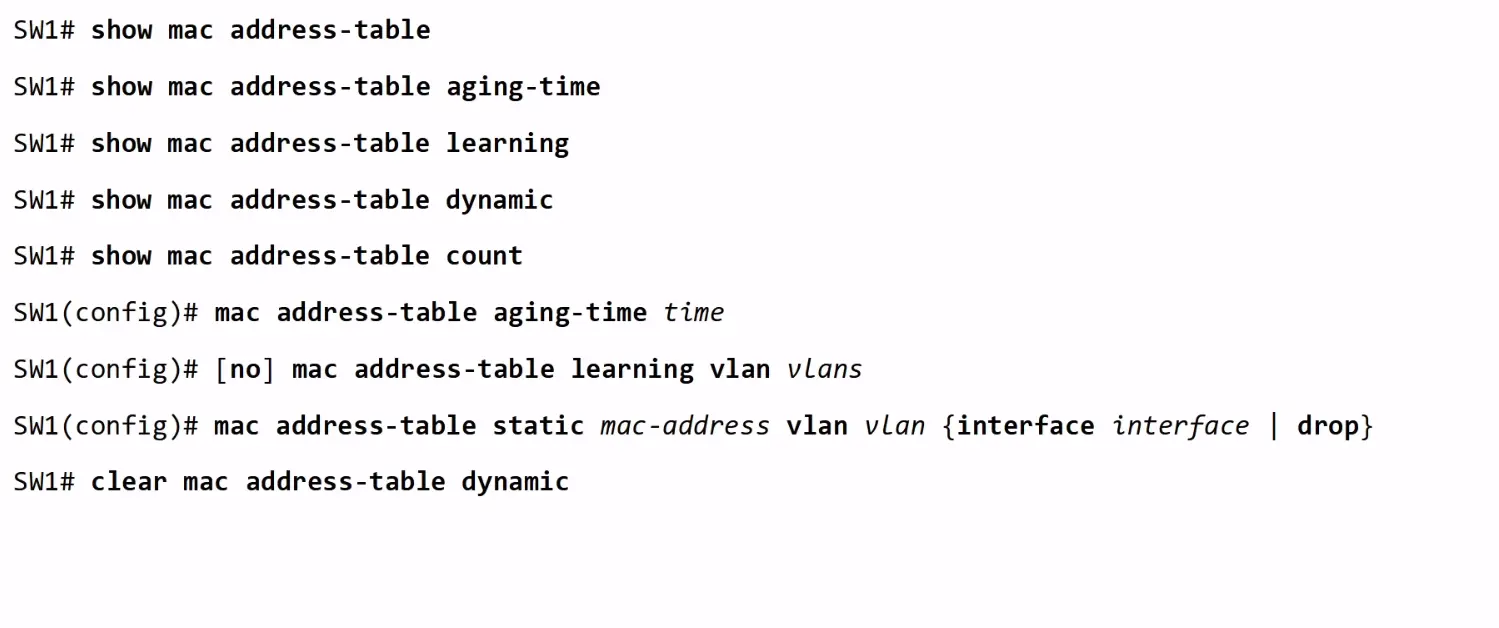 SW1# show mac address-table
SW1# show mac address-table aging-time
SW1# show mac address-table learning
SW1# show mac address-table dynamic
SW1# show mac address-table count
SW1(config)# mac address-table aging-time time
SW1(config)# [no] mac address-table learning vlan vlans
SW1(config)# mac address-table static mac-address vlan vlan {interface interface | drop}
SW1# clear mac address-table dynamic